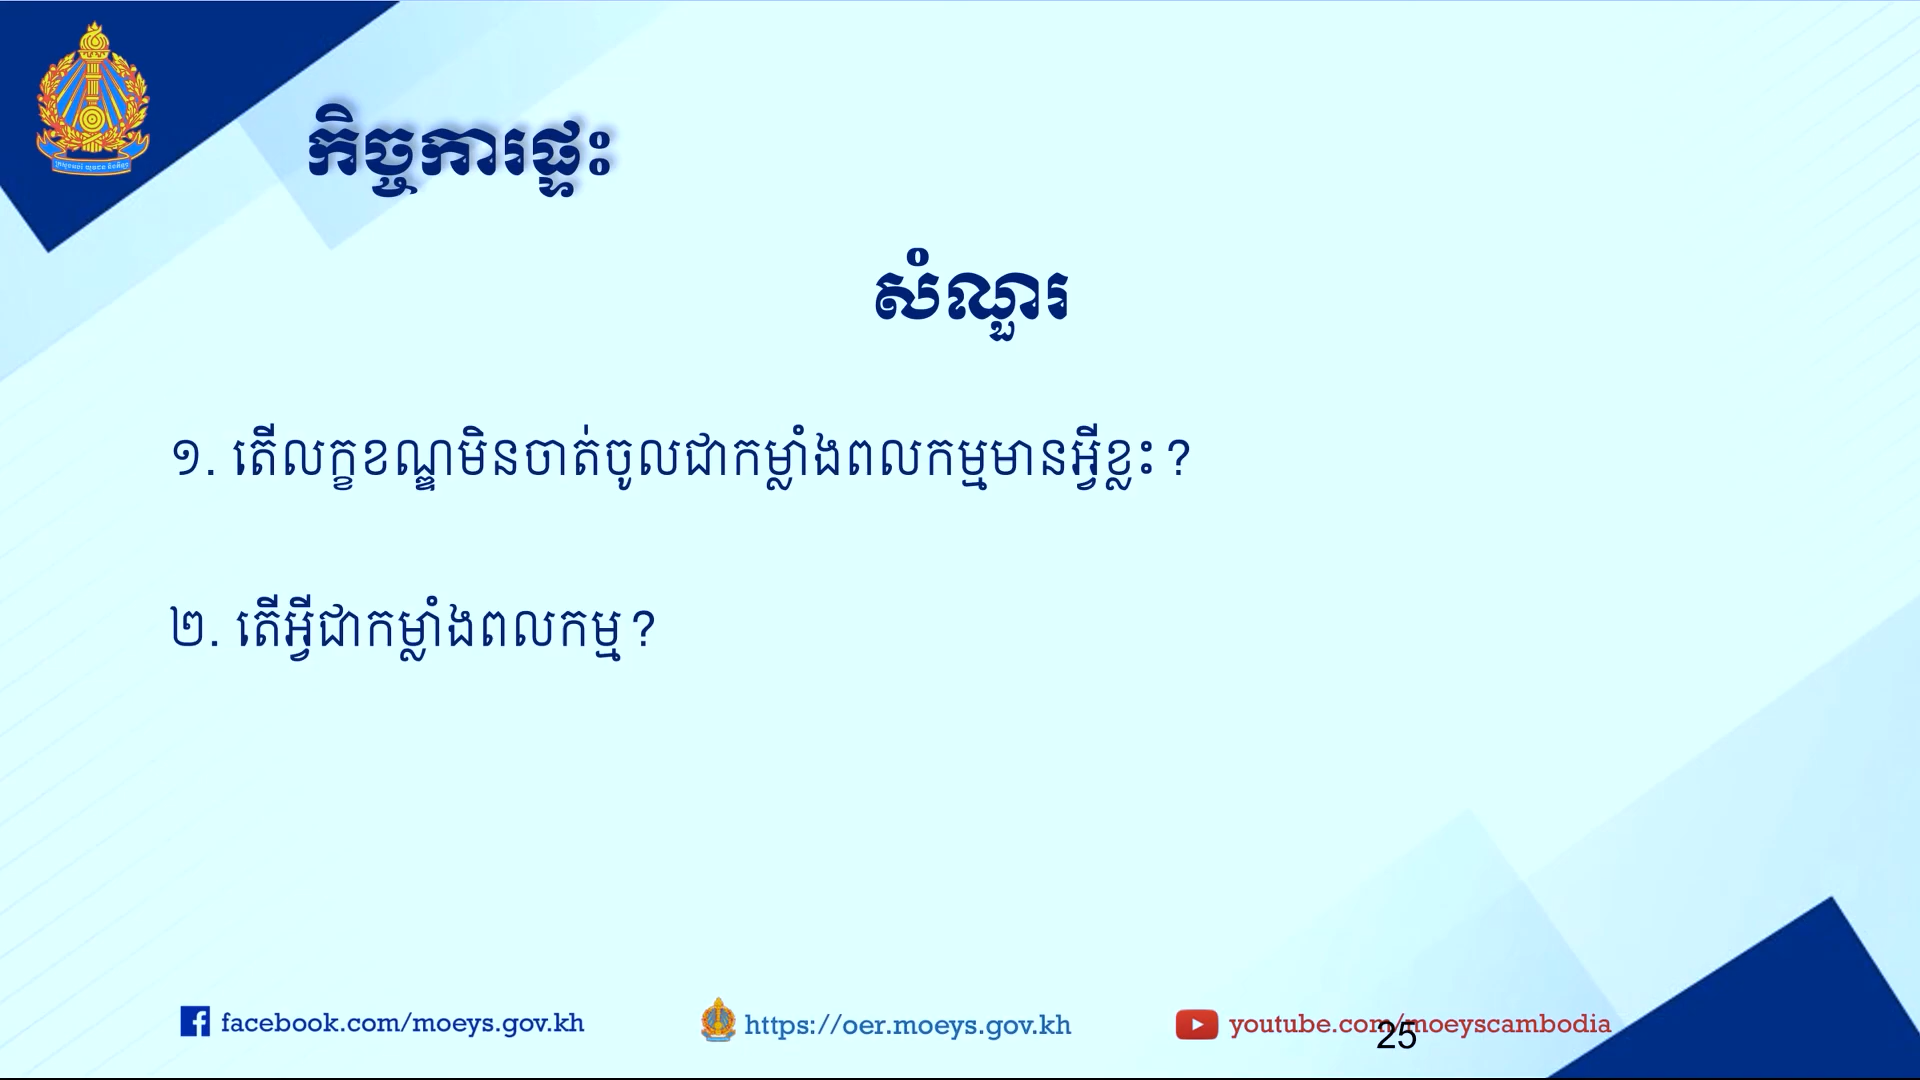 កិច្ចការផ្ទះ
សំណួរ
១. តើលក្ខខណ្ឌមិនចាត់ចូលជាកម្លាំងពលកម្មមានអ្វីខ្លះ?
២. តើអ្វីជាកម្លាំងពលកម្ម?
facebook.com/moeys.gov.kh
https://oer.moeys.gov.kh
youtube.com/moeyscambodia
25